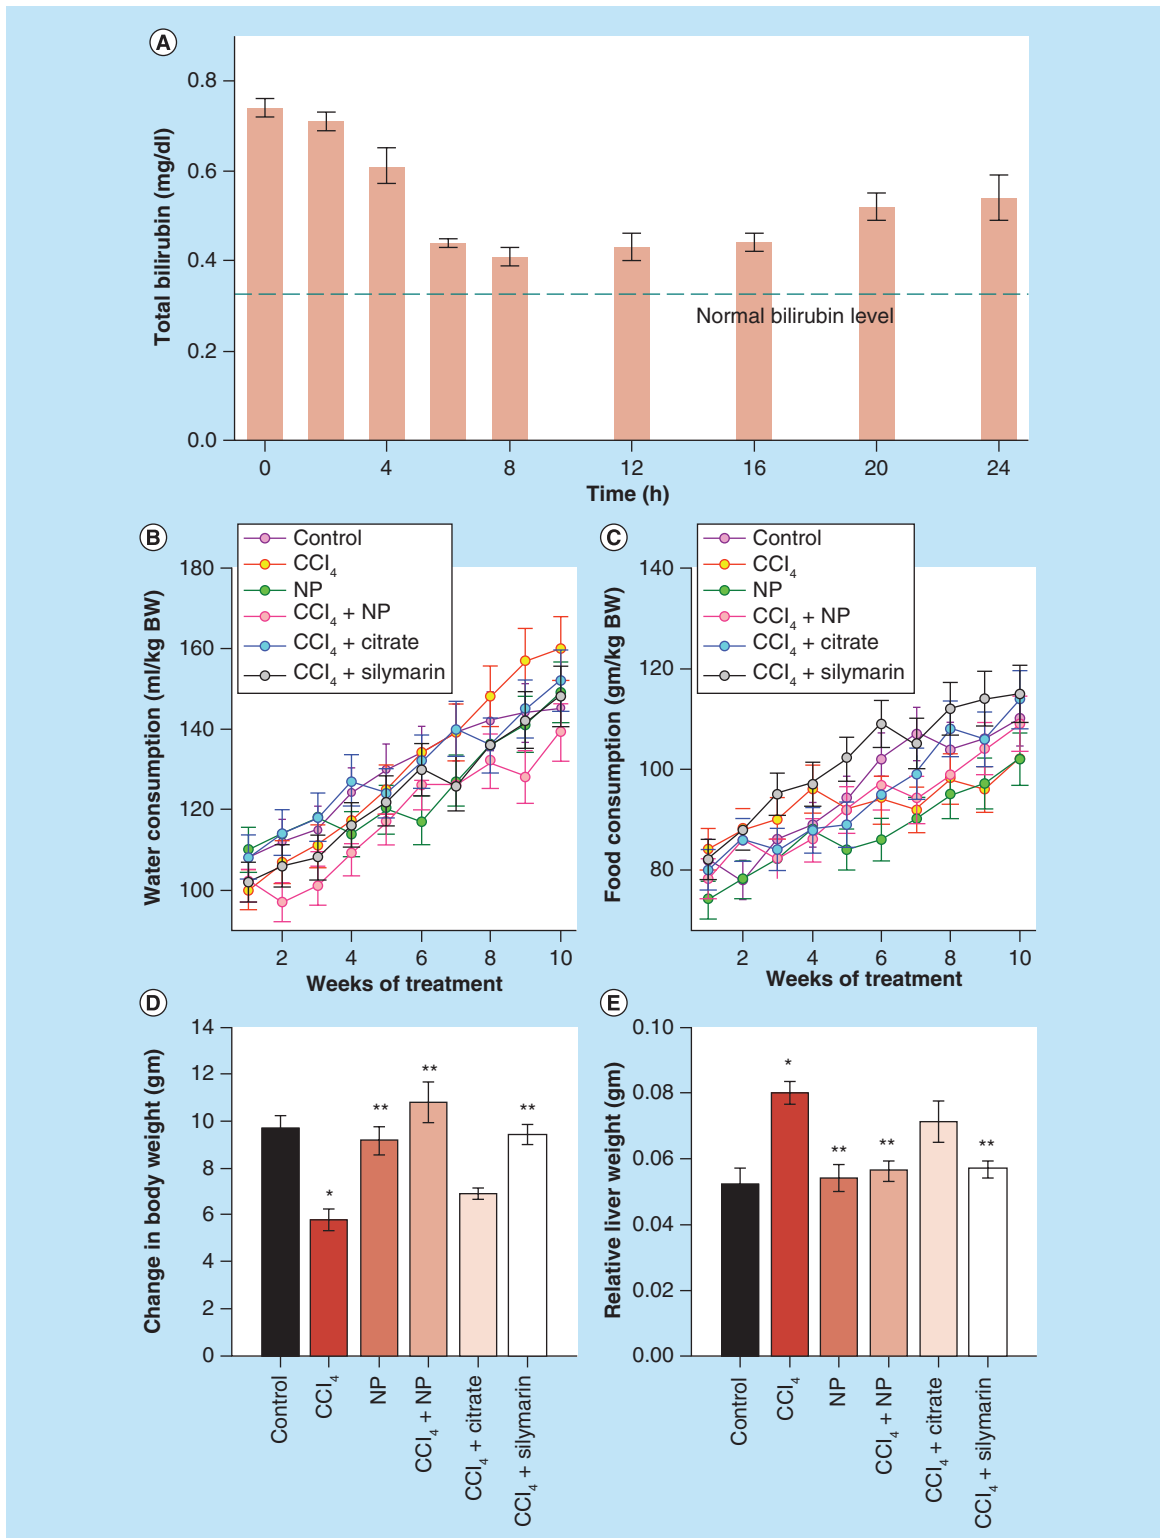 A
Total bilirubin (mg/dl)
0.8
0.6
0.4
0.2
0.0
Normal bilirubin level
0 4 8 12 16 20 24
Time (h)
B
Control
CCl4
NP
CCl4 + NP
CCl4 + citrate
CCl4 + silymarin
Water consumption (ml/kg BW)
180
160
140
120
100
2 4 6 8 10
Weeks of treatment
C
Control
CCl4
NP
CCl4 + NP
CCl4 + citrate
CCl4 + silymarin
Food consumption (gm/kg BW)
140
120
100
80
2 4 6 8 10
Weeks of treatment
D
Change in body weight (gm)
14
12
10
8
6
4
2
0
*
**
**
**
Control
CCl4
NP
CCl4 + NP
CCl4 + citrate
CCl4 + silymarin
E
Relative liver weight (gm)
0.10
0.08
0.06
0.04
0.02
0.00
*
**
**
**
Control
CCl4
NP
CCl4 + NP
CCl4 + citrate
CCl4 + silymarin